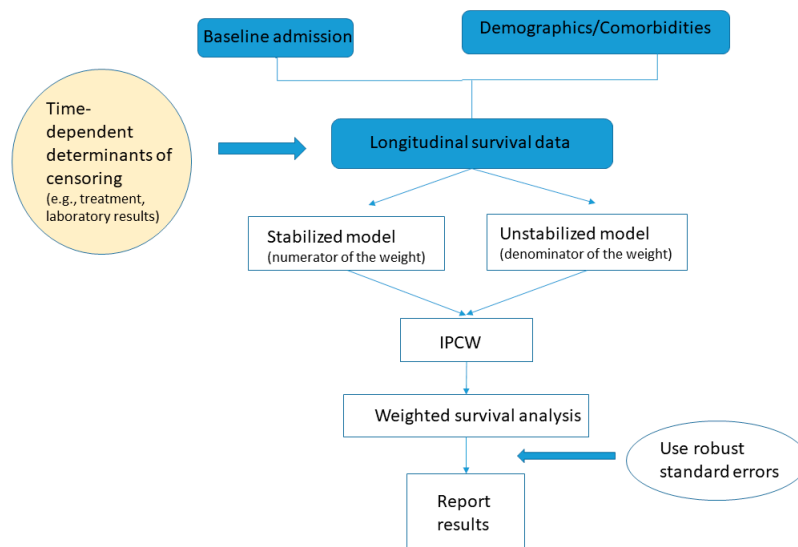 Baseline admission
Demographics/Comorbidities
Time-
dependent
determinants of
censoring
(e.g., treatment,
laboratory results)
Longitudinal survival data
Stabilized model
(numerator of the weight)
Unstabilized model
(denominator of the weight)
IPCW
Weighted survival analysis
Use robust
standard errors
Report
results